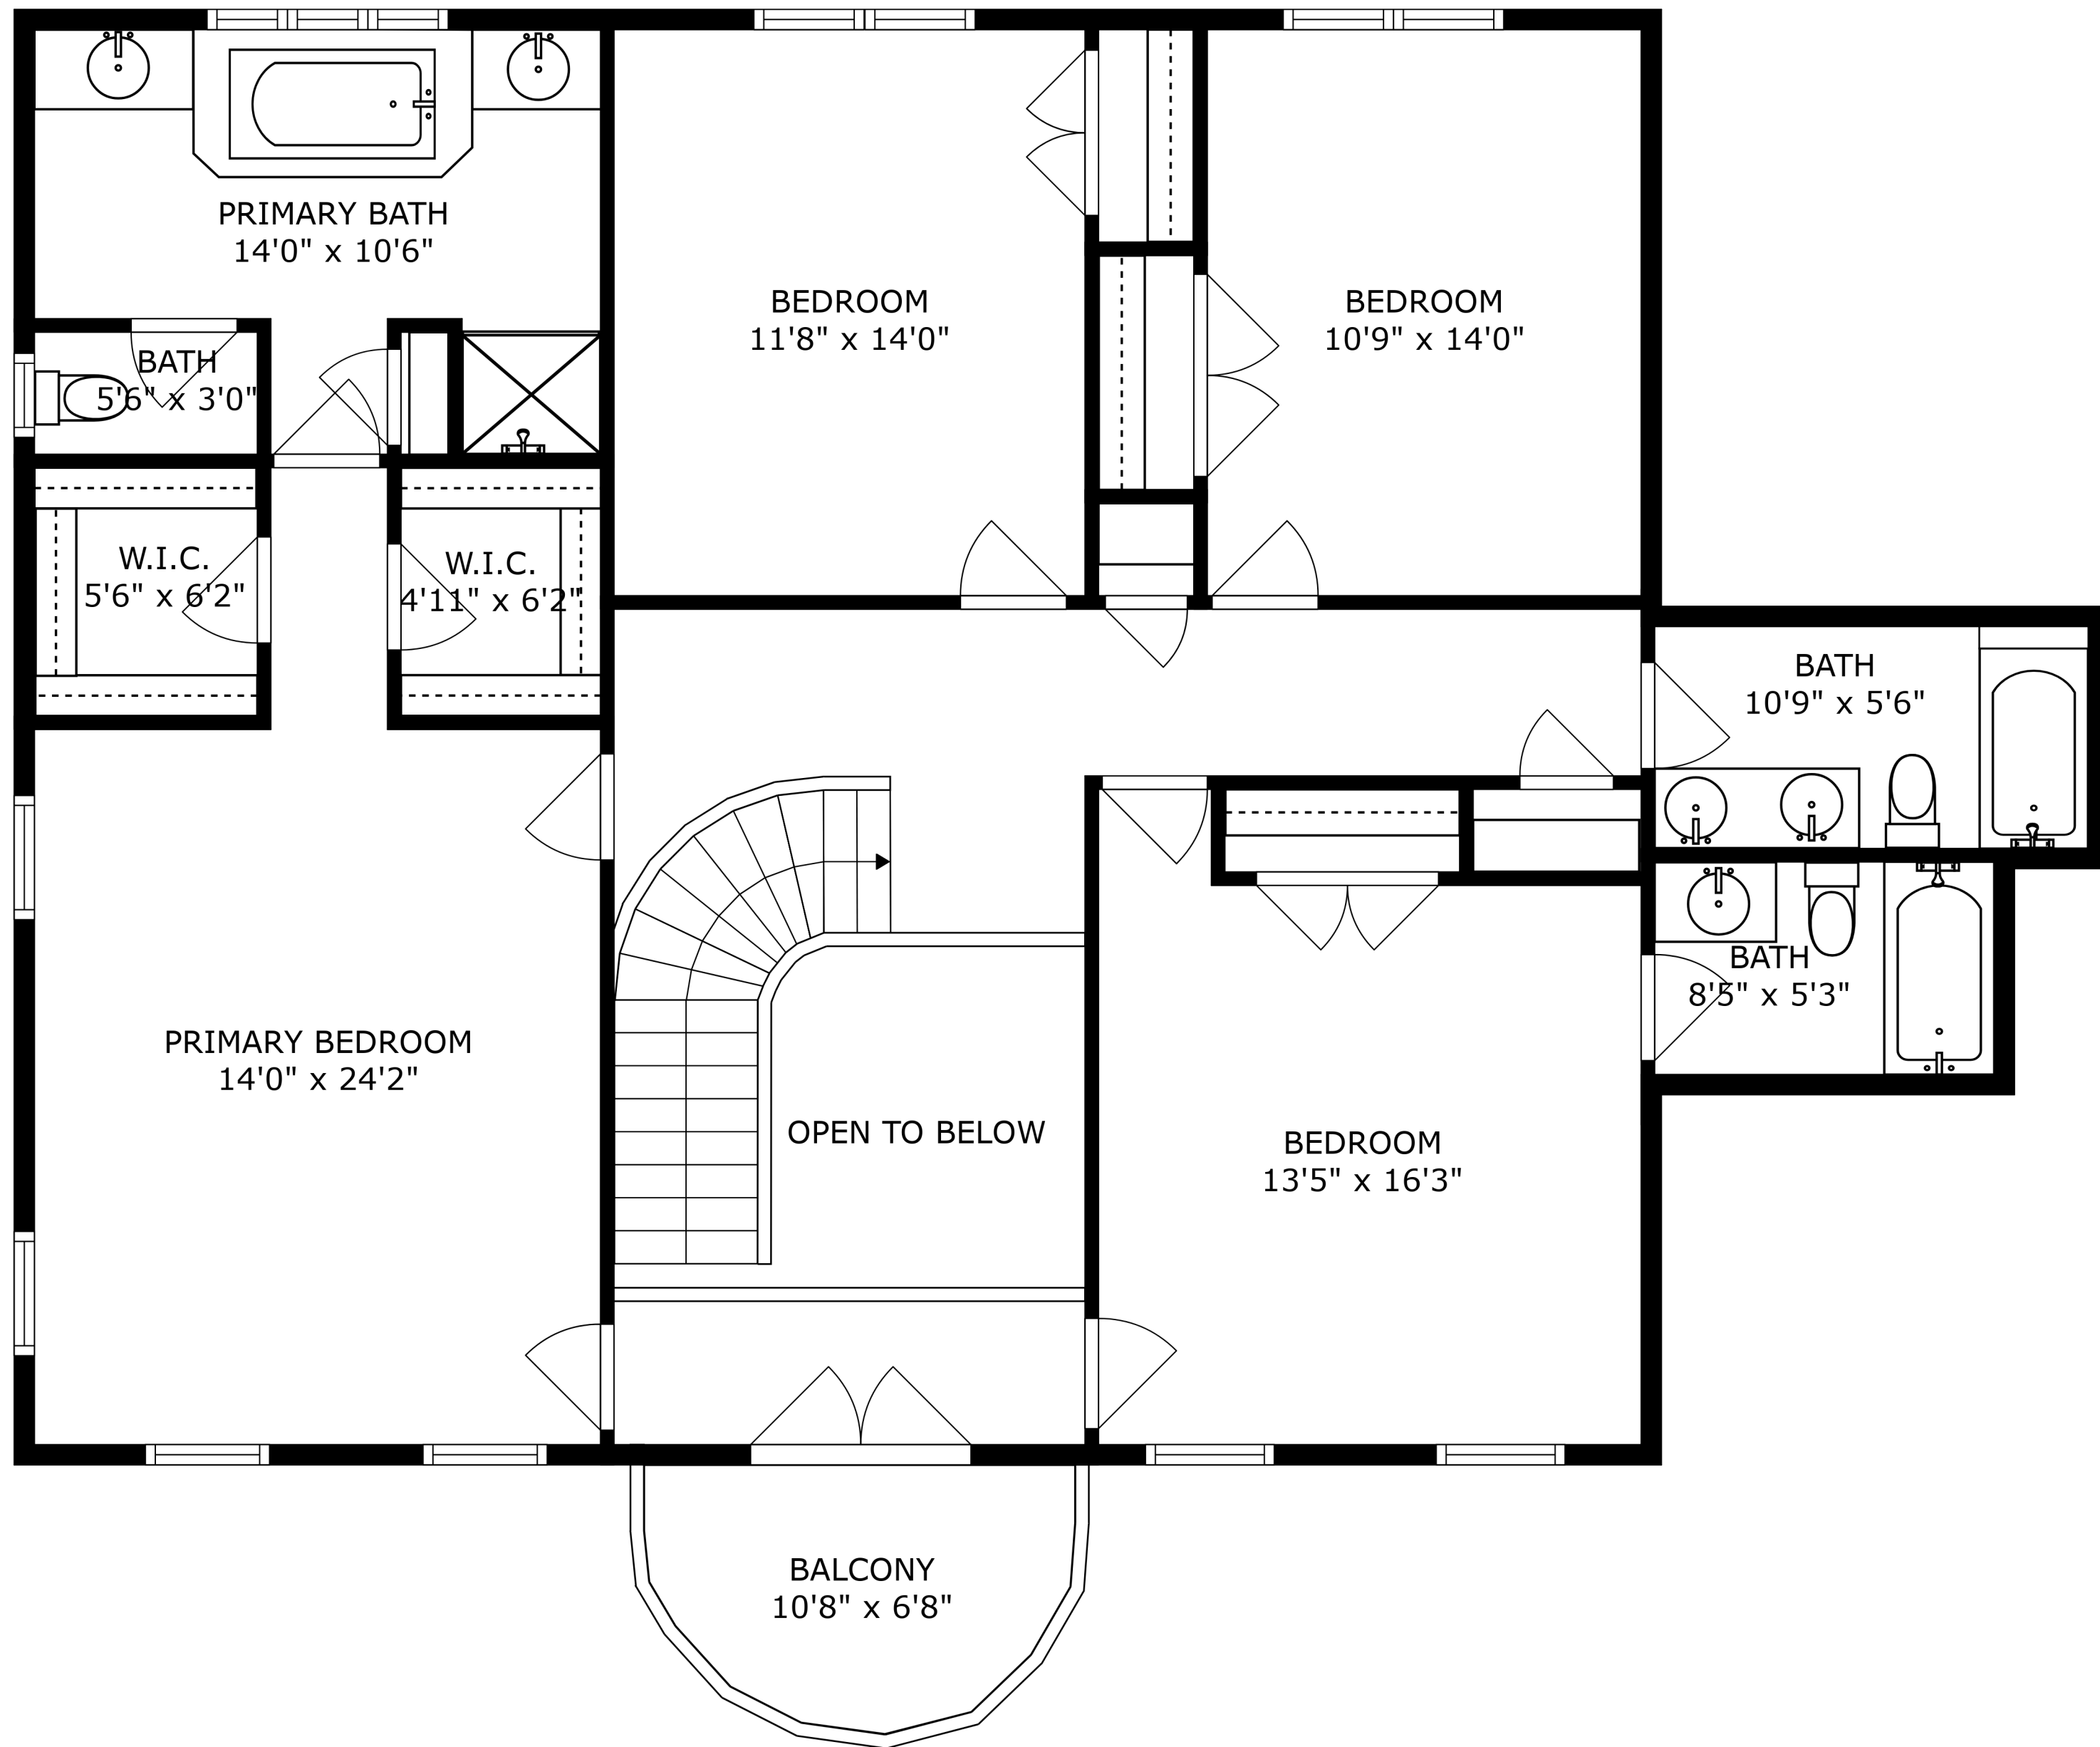 PRIMARY BATH
14'0" x 10'6"
BEDROOM
11'8" x 14'0"
BEDROOM
10'9" x 14'0"
BATH
5'6" x 3'0"
W.I.C.
5'6" x 6'2"
W.I.C.
4'11" x 6'2"
BATH
10'9" x 5'6"
BATH
8'5" x 5'3"
PRIMARY BEDROOM
14'0" x 24'2"
OPEN TO BELOW
BEDROOM
13'5" x 16'3"
BALCONY
10'8" x 6'8"